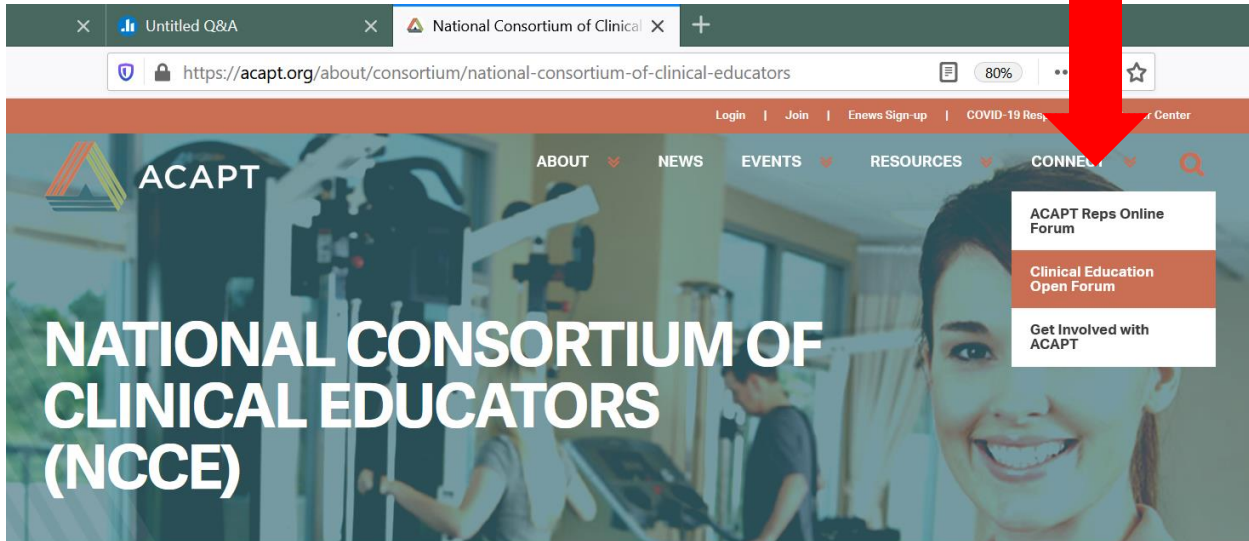 Untitled Q&A
National Consortium of Clinical
https://acapt.org/about/consortium/national-consortium-of-clinical-educators
80%
Login | Join | Enews Sign-up | COVID-19 Center
ACAPT
ABOUT NEWS EVENTS RESOURCES CONNECT
ACAPT Reps Online
Forum
Clinical Education
Open Forum
Get Involved with
ACAPT
NATIONAL CONSORTIUM OF
CLINICAL EDUCATORS
(NCCE)